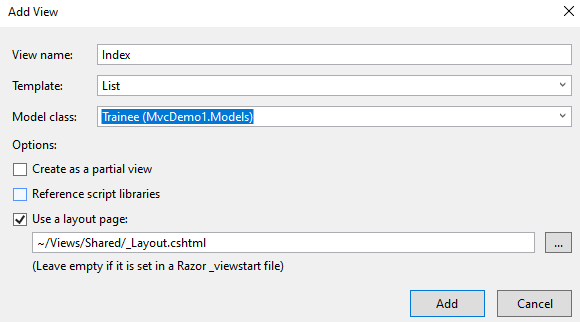 Add View
View name: Index
Template: List
Model class: Trainee (MvcDemo1.Models)
Options:
Create as a partial view
Reference script libraries
Use a layout page:
~/Views/Shared/_Layout.cshtml ...
(Leave empty if it is set in a Razor _viewstart file)
Add Cancel